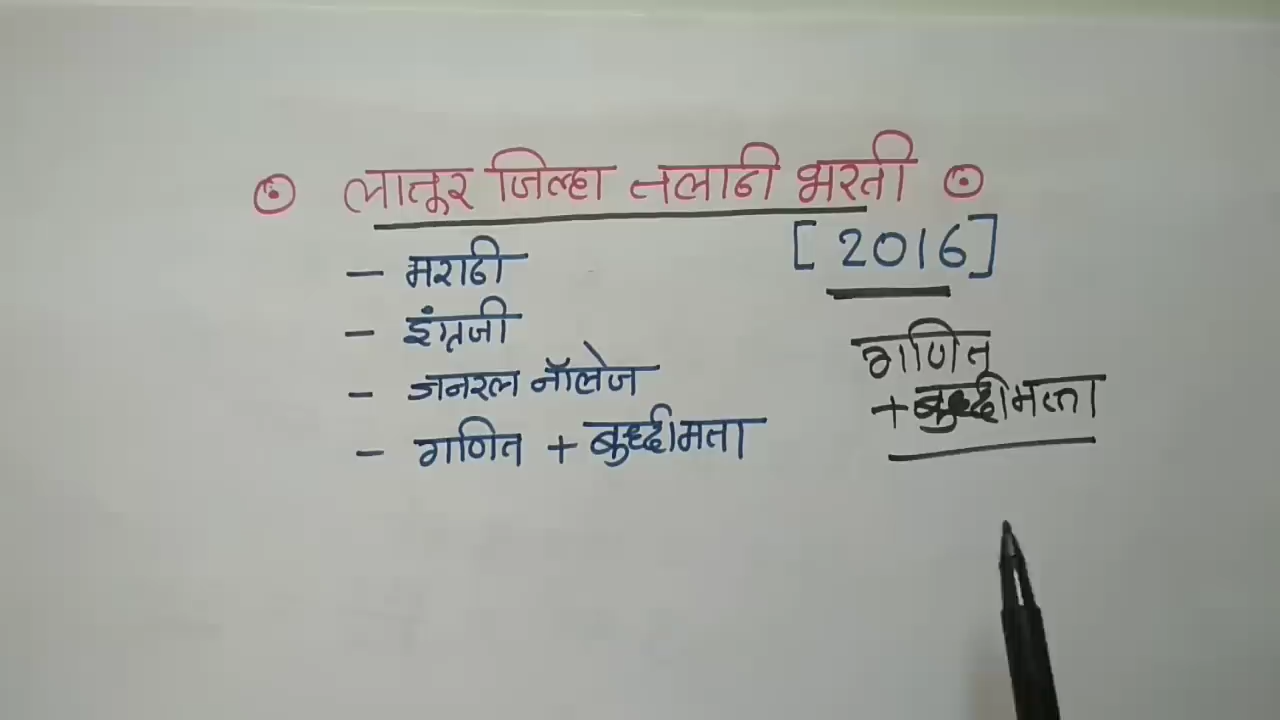 लातूर जिल्हा तलाठी भरती
[2016]
- मराठी
- इंग्रजी
- जनरल नॉलेज
- गणित + बुध्दीमता
गणित
+ बुध्दीमत्ता